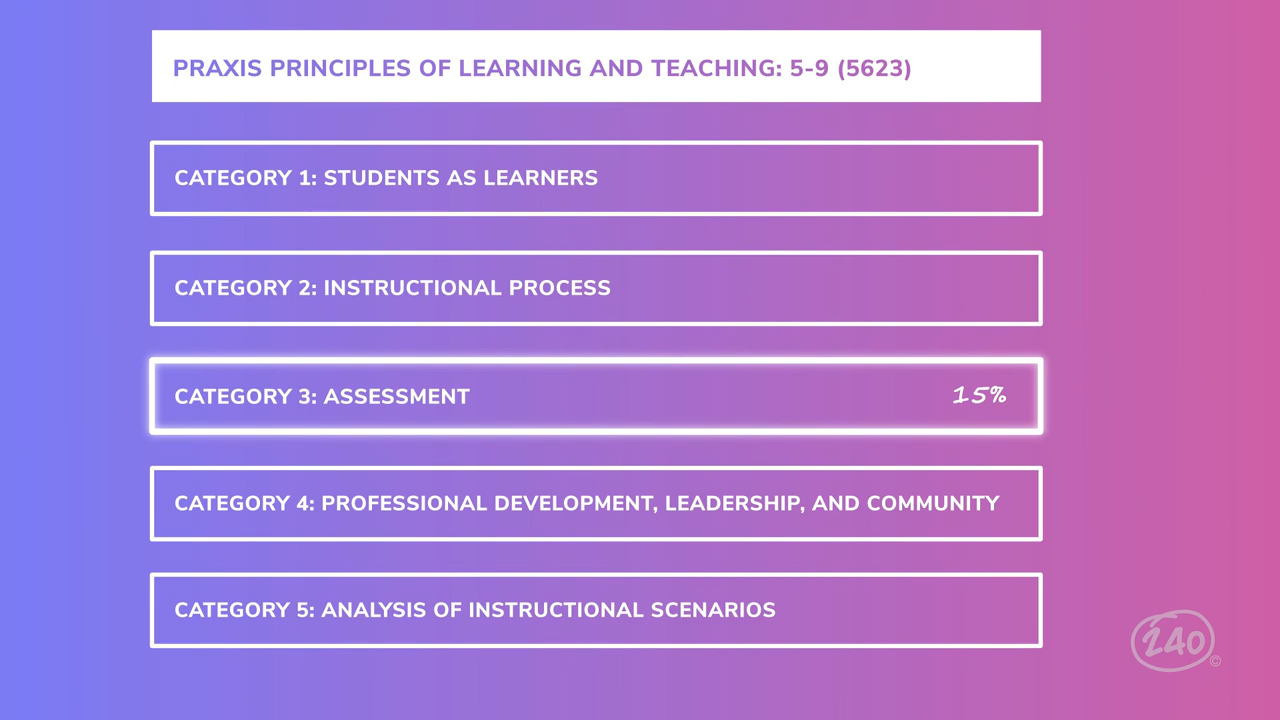 PRAXIS PRINCIPLES OF LEARNING AND TEACHING: 5-9 (5623)
CATEGORY 1: STUDENTS AS LEARNERS
CATEGORY 2: INSTRUCTIONAL PROCESS
CATEGORY 3: ASSESSMENT 15%
CATEGORY 4: PROFESSIONAL DEVELOPMENT, LEADERSHIP, AND COMMUNITY
CATEGORY 5: ANALYSIS OF INSTRUCTIONAL SCENARIOS
240 ©